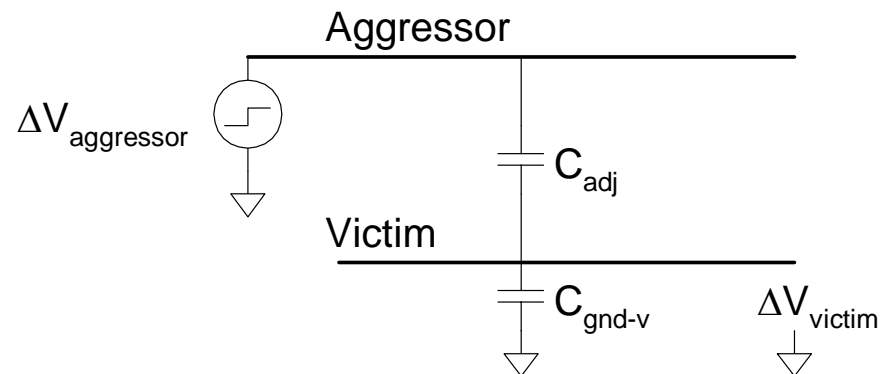 Aggressor
ΔV_aggressor
C_adj
Victim
C_gnd-v
ΔV_victim